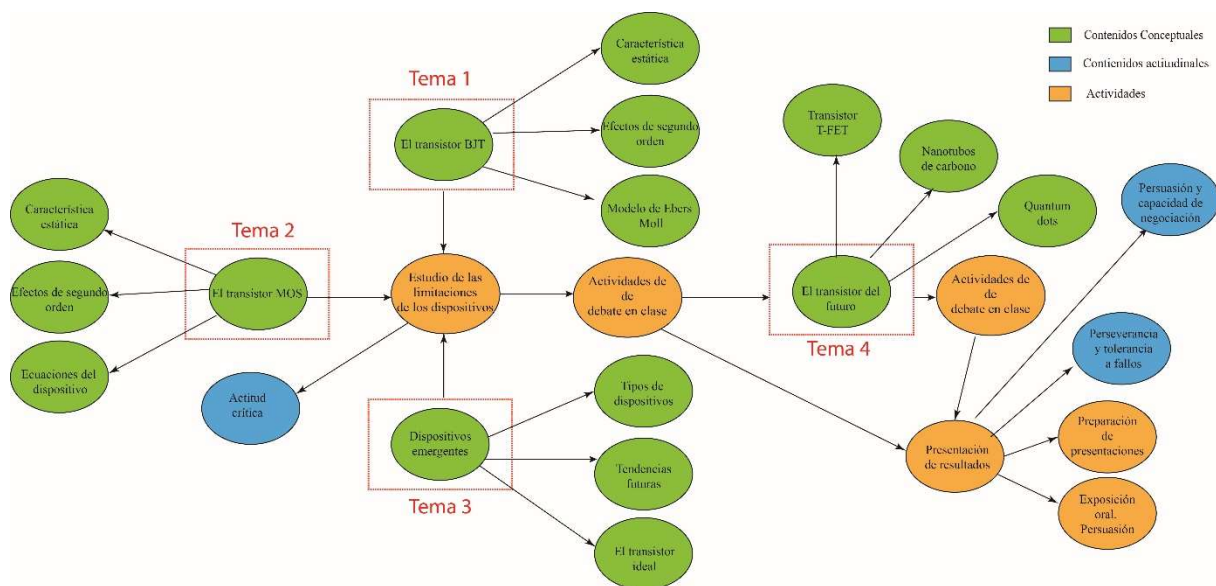 Contenidos Conceptuales
Contenidos actitudinales
Actividades
Tema 1
El transistor BJT
Característica
estática
Efectos de segundo
orden
Modelo de Ebers
Moll
Tema 2
El transistor MOS
Característica
estática
Efectos de segundo
orden
Ecuaciones del
dispositivo
Estudio de las
limitaciones
de los dispositivos
Actitud
crítica
Tema 3
Dispositivos
emergentes
Tipos de
dispositivos
Tendencias
futuras
El transistor
ideal
Actividades de
de
debate en clase
Tema 4
El transistor del
futuro
Transistor
T-FET
Nanotubos
de carbono
Quantum
dots
Actividades de
de
debate en clase
Presentación
de resultados
Persuasión y
capacidad de
negociación
Perseverancia
y tolerancia
a fallos
Preparación
de
presentaciones
Exposición
oral.
Persuasión